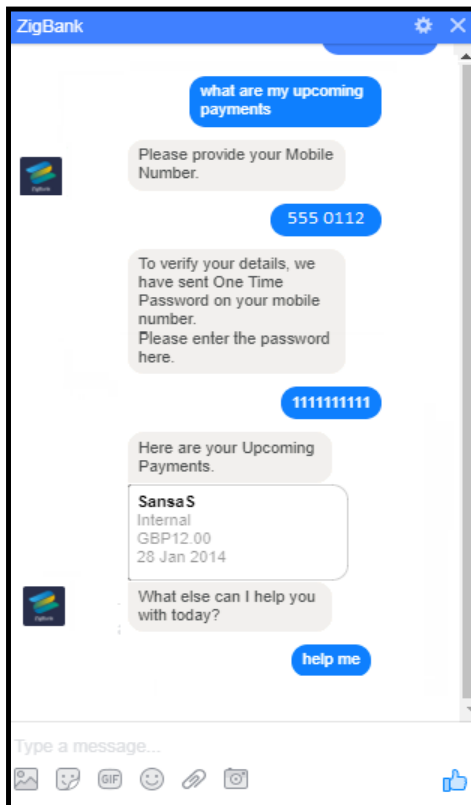 ZigBank
what are my upcoming
payments
Please provide your Mobile
Number.
ZigBank
555 0112
To verify your details, we
have sent One Time
Password on your mobile
number.
Please enter the password
here.
1111111111
Here are your Upcoming
Payments.
SansaS
Internal
GBP12.00
28 Jan 2014
What else can I help you
with today?
ZigBank
help me
Type a message...
GIF